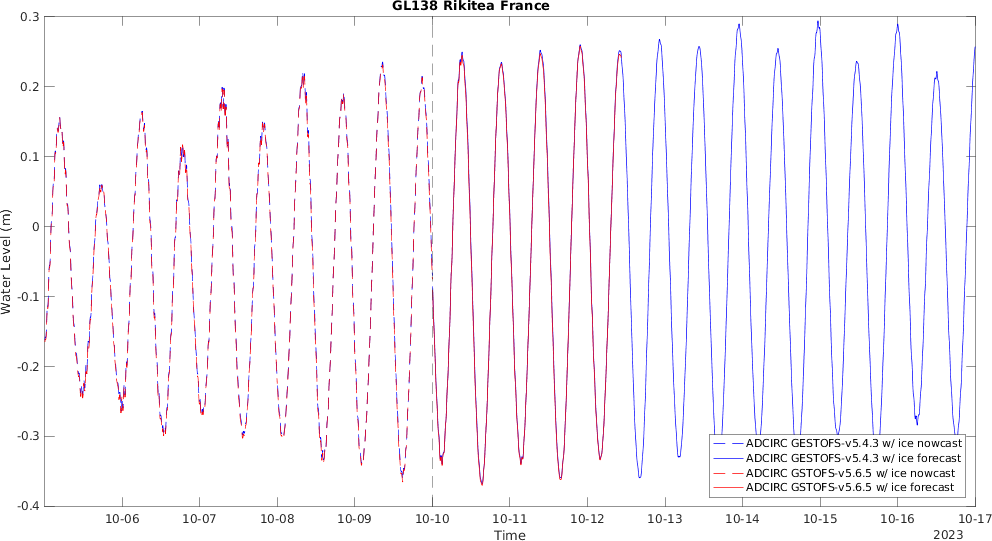 GL138 Rikitea France
Water Level (m)
0.3
0.2
0.1
0
-0.1
-0.2
-0.3
-0.4
ADCIRC GESTOFS-v5.4.3 w/ ice nowcast
ADCIRC GESTOFS-v5.4.3 w/ ice forecast
ADCIRC GSTOFS-v5.6.5 w/ ice nowcast
ADCIRC GSTOFS-v5.6.5 w/ ice forecast
10-06 10-07 10-08 10-09 10-10 10-11 10-12 10-13 10-14 10-15 10-16 10-17
Time
2023